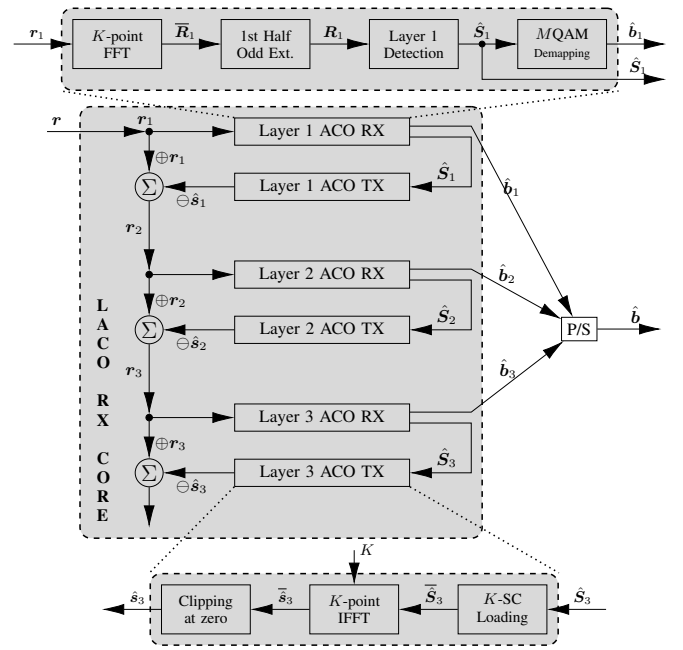 r₁
K-point
FFT
R̅₁
1st Half
Odd Ext.
R₁
Layer 1
Detection
Ŝ₁
MQAM
Demapping
b̂₁
Ŝ₁
r
r₁
Layer 1 ACO RX
⊕r₁
Σ
⊖ŝ₁
Layer 1 ACO TX
Ŝ₁
b̂₁
r₂
Layer 2 ACO RX
b̂₂
⊕r₂
Σ
⊖ŝ₂
Layer 2 ACO TX
Ŝ₂
P/S
b̂
r₃
b̂₃
Layer 3 ACO RX
⊕r₃
Σ
⊖ŝ₃
Layer 3 ACO TX
Ŝ₃
LACO RX CORE
K
ŝ₃
Clipping
at zero
ŝ̅₃
K-point
IFFT
Ŝ̅₃
K-SC
Loading
Ŝ₃